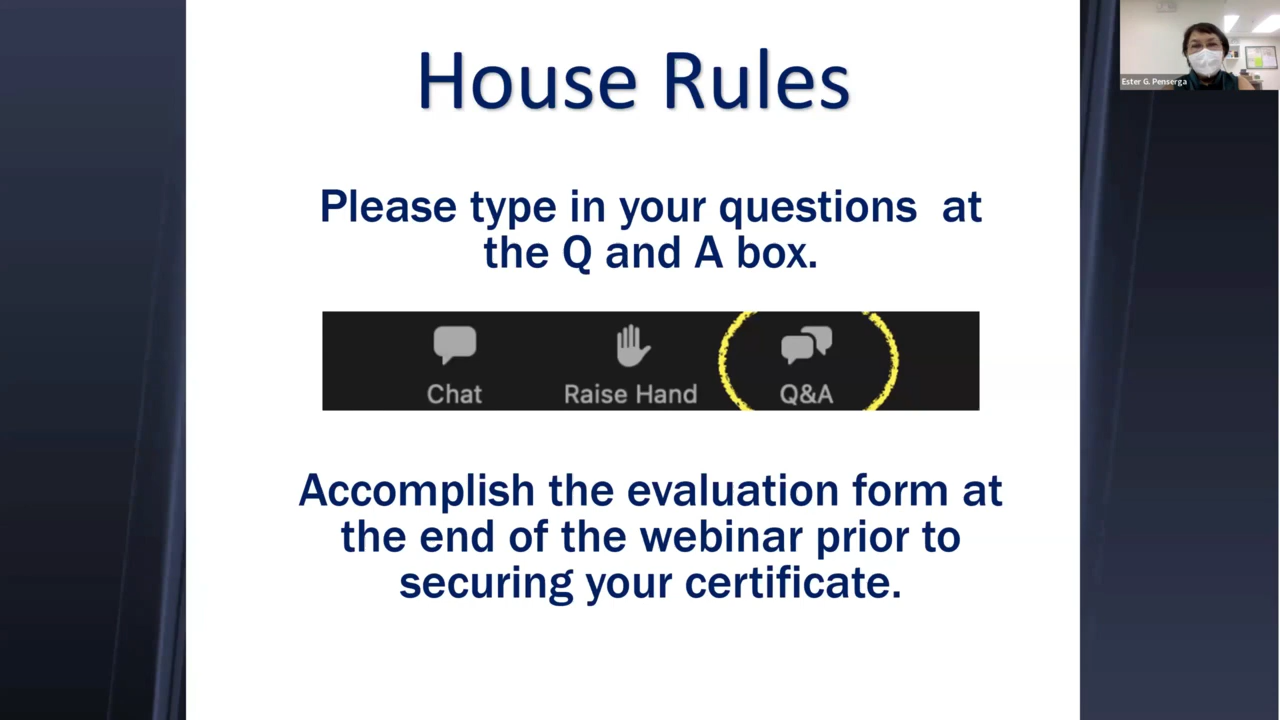 House Rules
Ester G. Penserga
Please type in your questions at
the Q and A box.
Chat
Raise Hand
Q&A
Accomplish the evaluation form at
the end of the webinar prior to
securing your certificate.